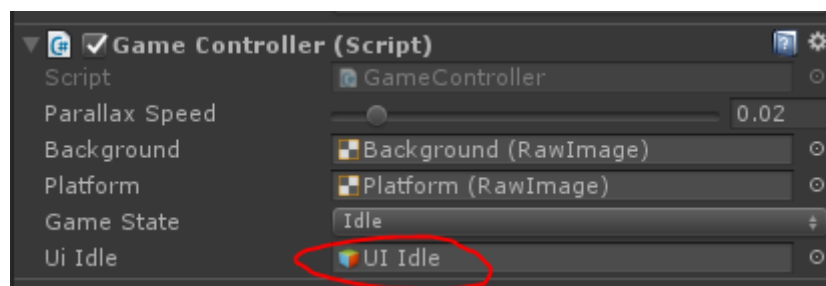 Game Controller (Script)
Script GameController
Parallax Speed 0.02
Background Background (RawImage)
Platform Platform (RawImage)
Game State Idle
Ui Idle UI Idle